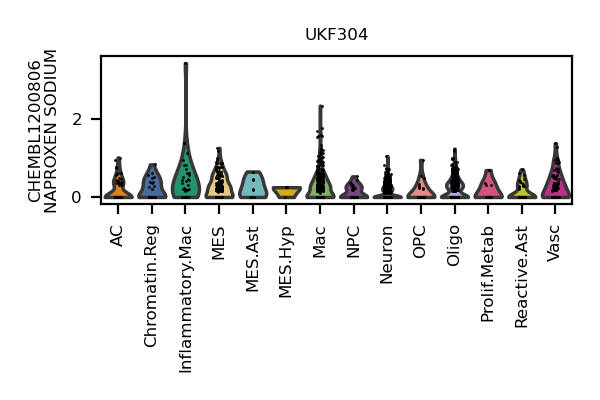 UKF304
CHEMBL1200806
NAPROXEN SODIUM
2
0
AC
Chromatin.Reg
Inflammatory.Mac
MES
MES.Ast
MES.Hyp
Mac
NPC
Neuron
OPC
Oligo
Prolif.Metab
Reactive.Ast
Vasc